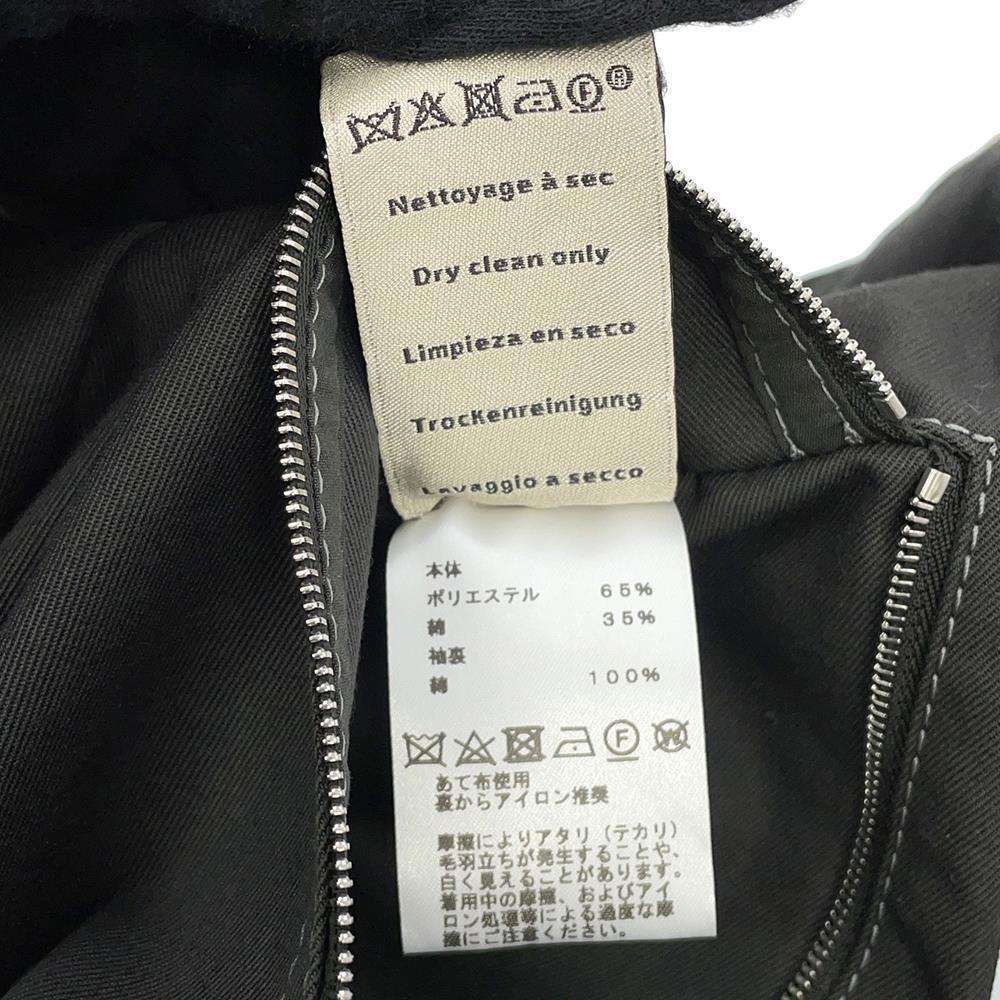 F ®
Nettoyage à sec
Dry clean only
Limpieza en seco
Trockenreinigung
Lavaggio a secco
本体
ポリエステル 65%
綿 35%
袖裏
綿 100%
F W
あて布使用
裏からアイロン推奨
摩擦によりアタリ（テカリ）
毛羽立ちが発生することや、
白く見えることがあります。
着用中の摩擦、およびアイ
ロン処理等による過度な摩
擦にご注意ください。